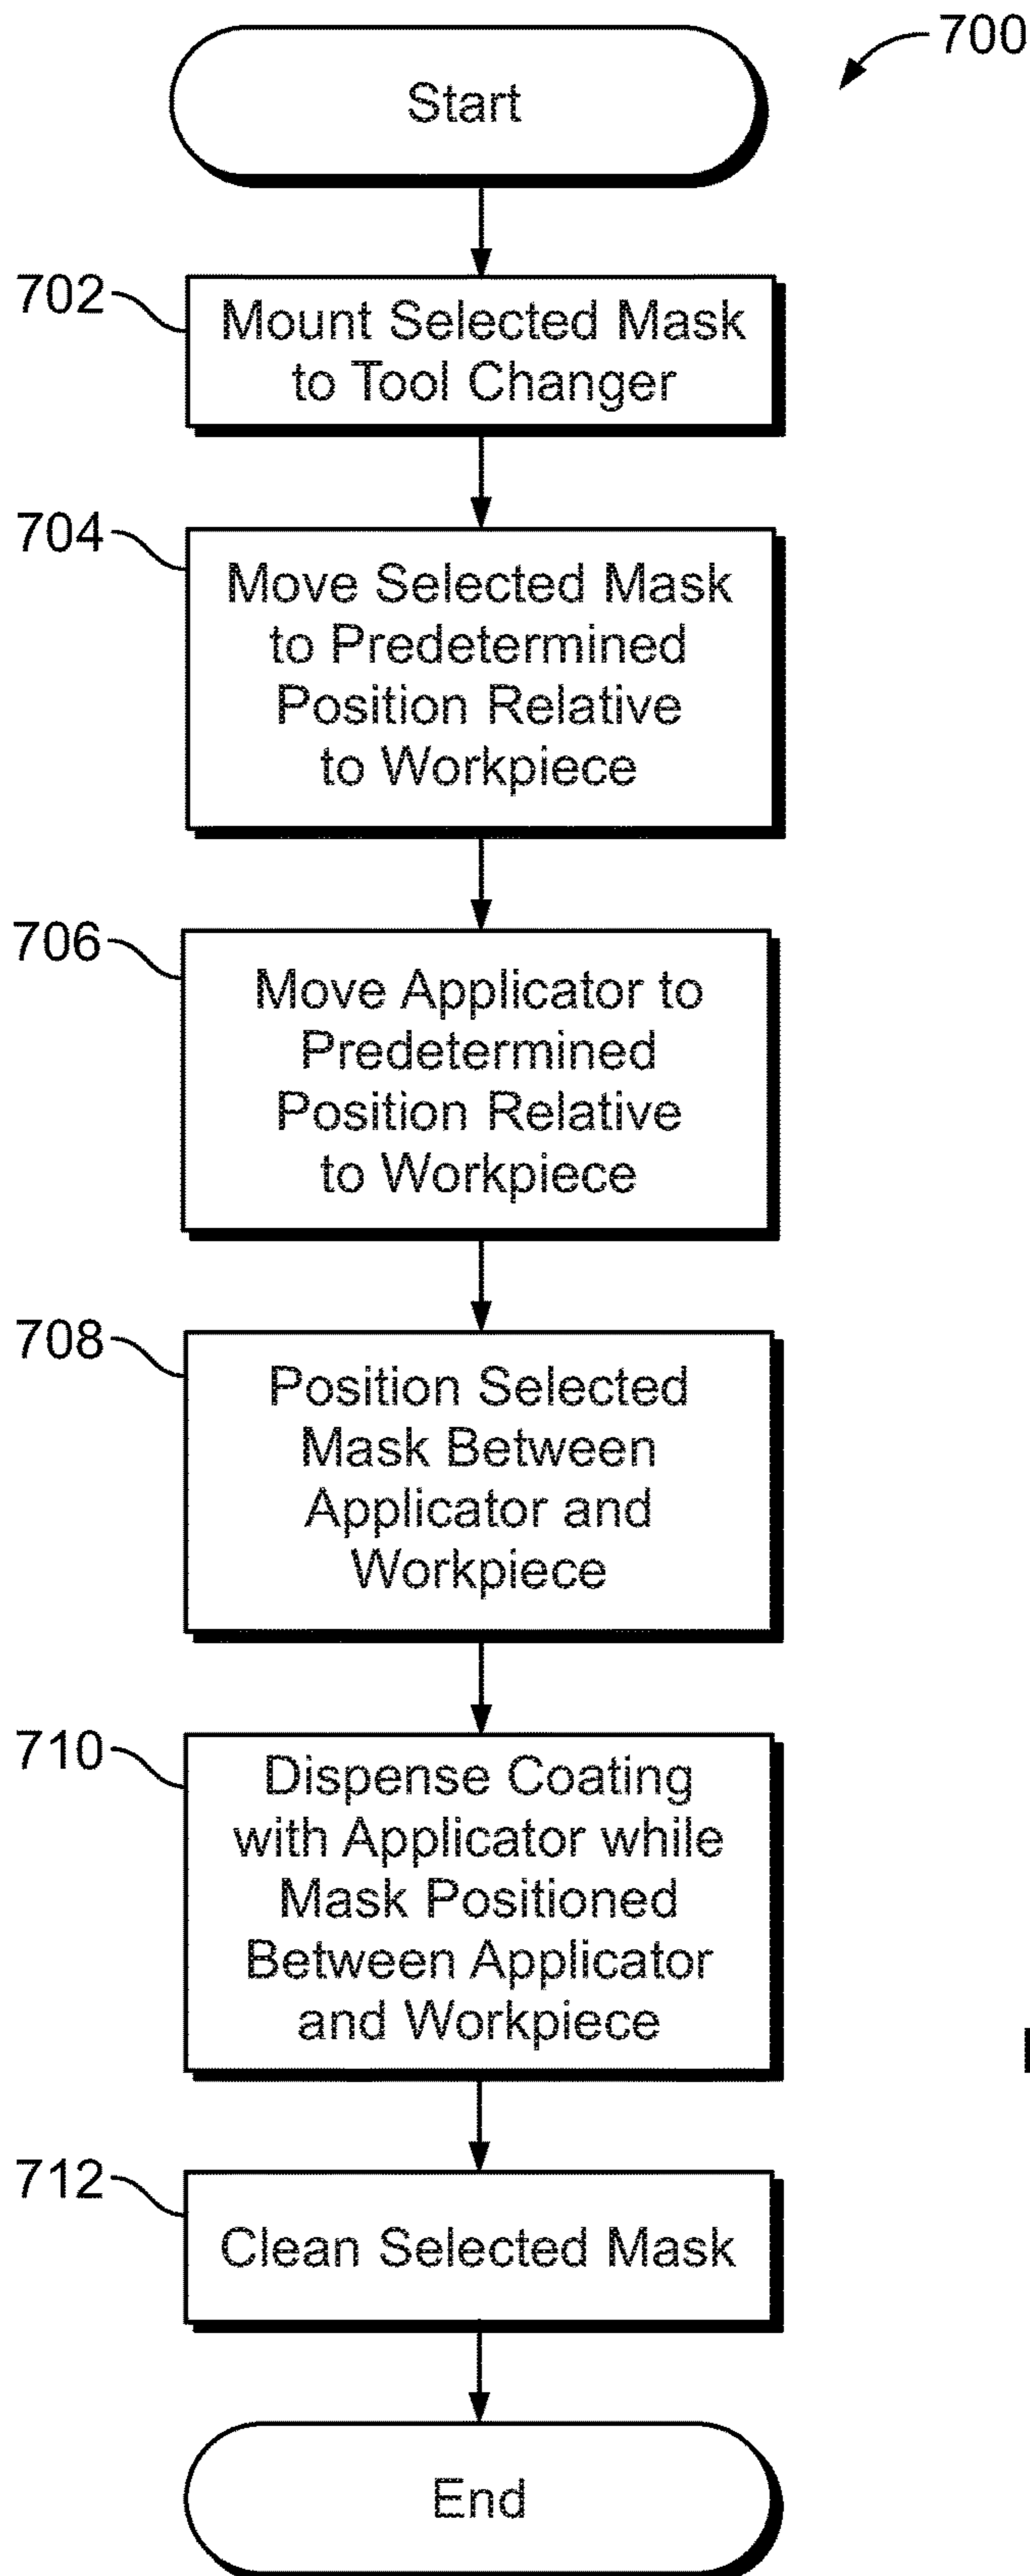 700
Start
702
Mount Selected Mask
to Tool Changer
704
Move Selected Mask
to Predetermined
Position Relative
to Workpiece
706
Move Applicator to
Predetermined
Position Relative
to Workpiece
708
Position Selected
Mask Between
Applicator and
Workpiece
710
Dispense Coating
with Applicator while
Mask Positioned
Between Applicator
and Workpiece
712
Clean Selected Mask
End